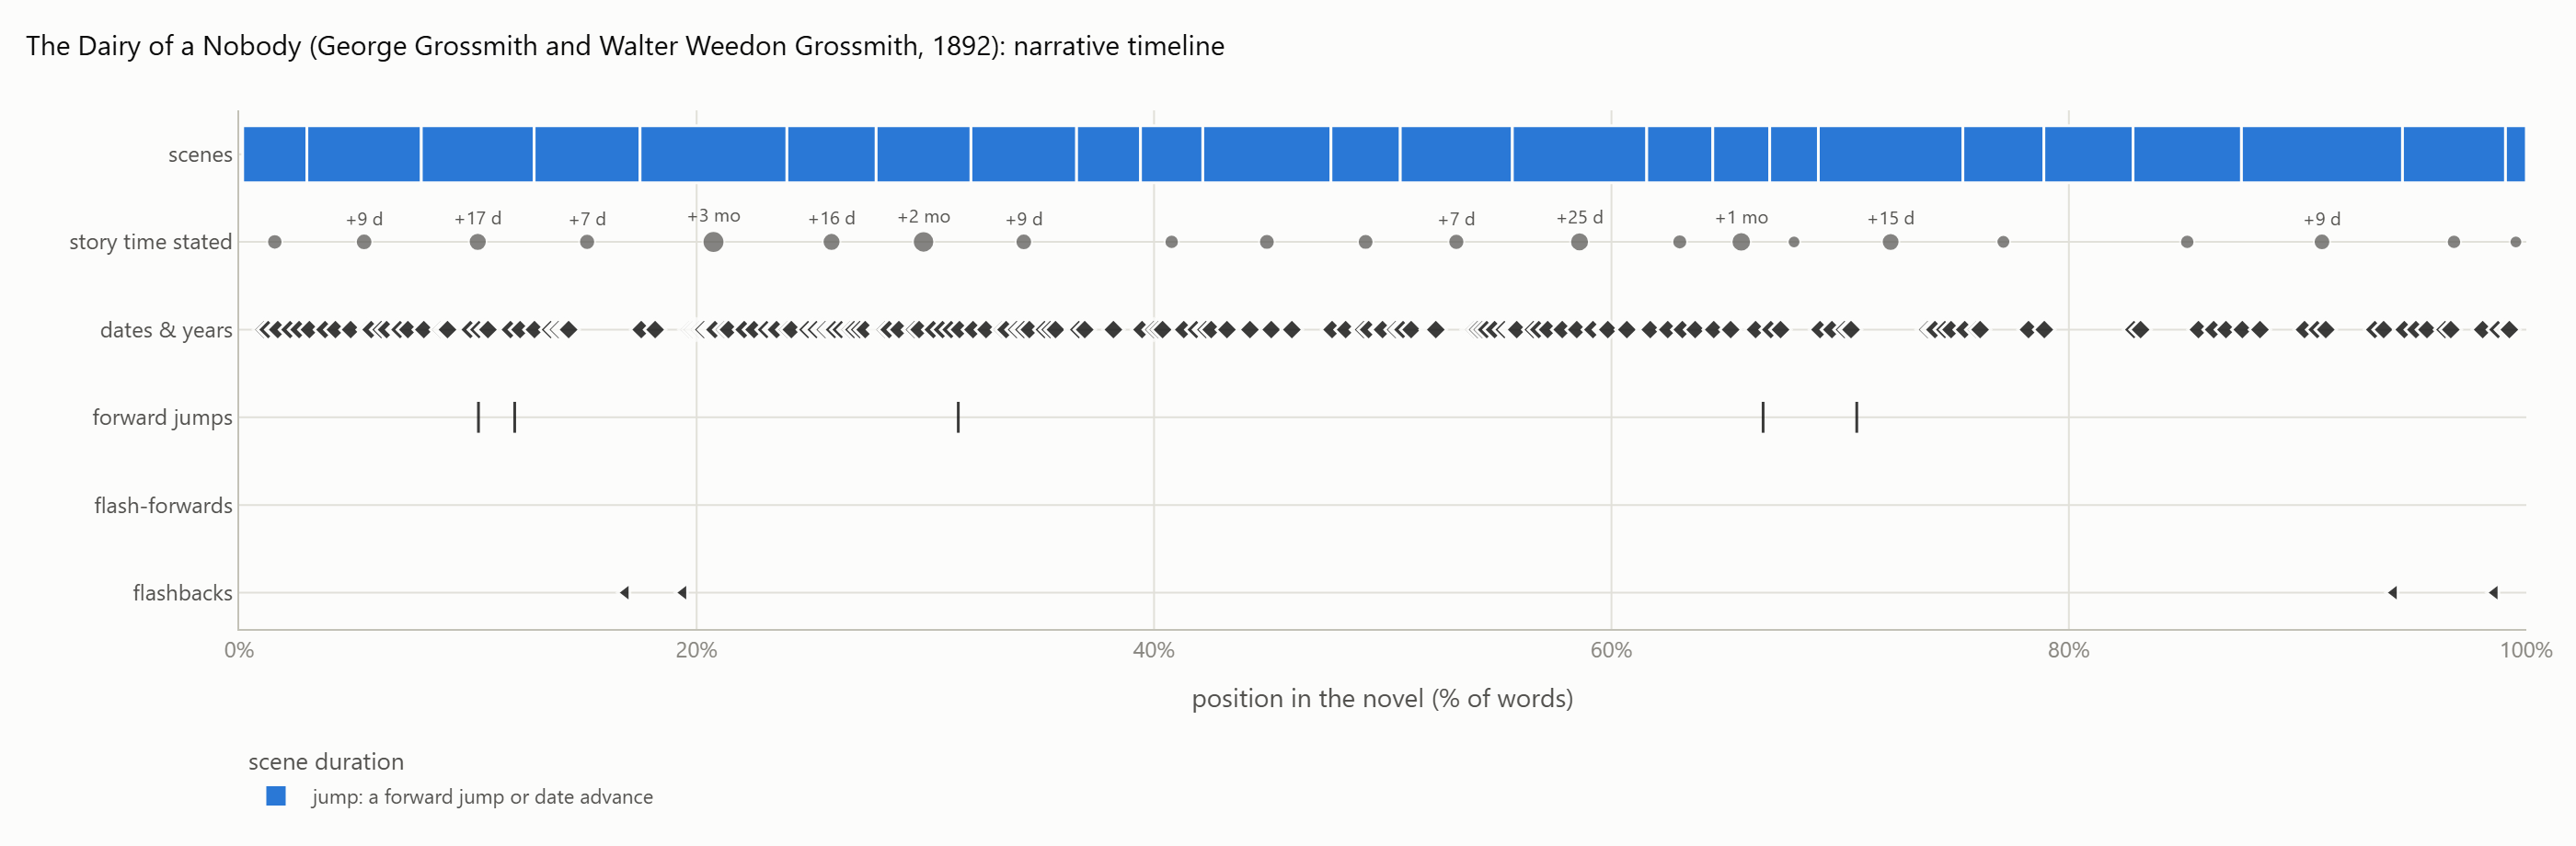 The Dairy of a Nobody (George Grossmith and Walter Weedon Grossmith, 1892): narrative timeline
scenes
story time stated
+9 d
+17 d
+7 d
+3 mo
+16 d
+2 mo
+9 d
+7 d
+25 d
+1 mo
+15 d
+9 d
dates & years
forward jumps
flash-forwards
flashbacks
0%
20%
40%
60%
80%
100%
position in the novel (% of words)
scene duration
jump: a forward jump or date advance